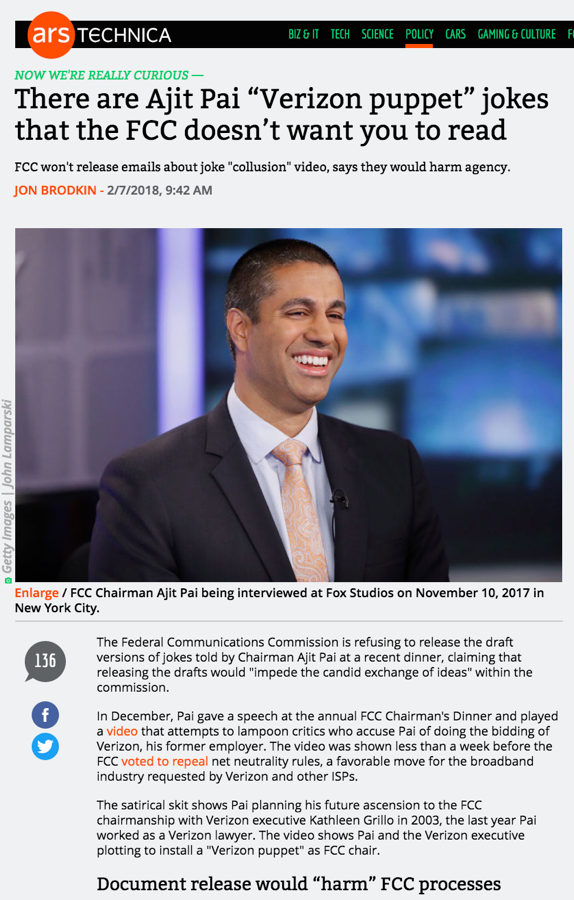 ars TECHNICA
BIZ & IT TECH SCIENCE POLICY CARS GAMING & CULTURE
NOW WE'RE REALLY CURIOUS —
There are Ajit Pai “Verizon puppet” jokes
that the FCC doesn’t want you to read
FCC won't release emails about joke "collusion" video, says they would harm agency.
JON BRODKIN - 2/7/2018, 9:42 AM
Getty Images | John Lamparski
Enlarge / FCC Chairman Ajit Pai being interviewed at Fox Studios on November 10, 2017 in
New York City.
136
The Federal Communications Commission is refusing to release the draft
versions of jokes told by Chairman Ajit Pai at a recent dinner, claiming that
releasing the drafts would "impede the candid exchange of ideas" within the
commission.
In December, Pai gave a speech at the annual FCC Chairman's Dinner and played
a video that attempts to lampoon critics who accuse Pai of doing the bidding of
Verizon, his former employer. The video was shown less than a week before the
FCC voted to repeal net neutrality rules, a favorable move for the broadband
industry requested by Verizon and other ISPs.
The satirical skit shows Pai planning his future ascension to the FCC
chairmanship with Verizon executive Kathleen Grillo in 2003, the last year Pai
worked as a Verizon lawyer. The video shows Pai and the Verizon executive
plotting to install a "Verizon puppet" as FCC chair.
Document release would “harm” FCC processes